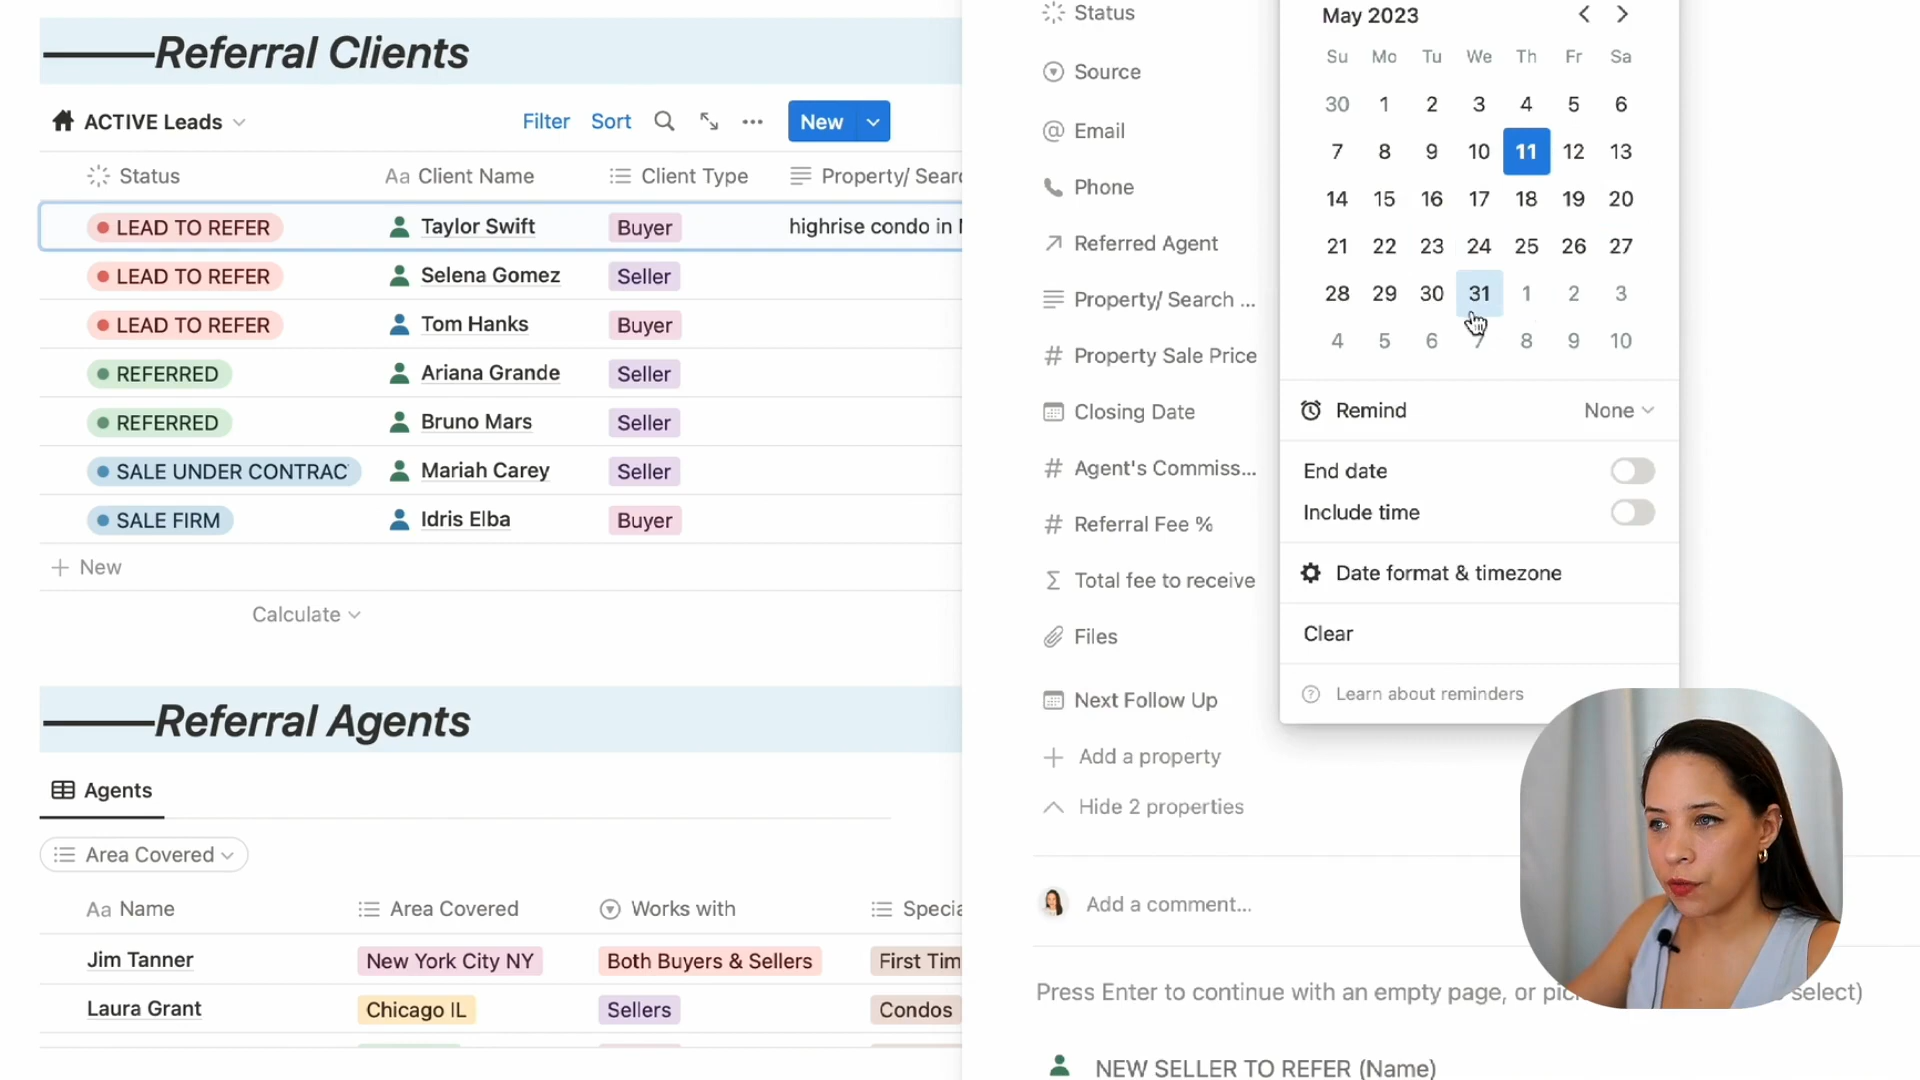 Referral Clients
ACTIVE Leads
Filter Sort New
Status Aa Client Name Client Type Property/ Searc
LEAD TO REFER Taylor Swift Buyer highrise condo in
LEAD TO REFER Selena Gomez Seller
LEAD TO REFER Tom Hanks Buyer
REFERRED Ariana Grande Seller
REFERRED Bruno Mars Seller
SALE UNDER CONTRAC Mariah Carey Seller
SALE FIRM Idris Elba Buyer
+ New
Calculate
Referral Agents
Agents
Area Covered
Aa Name Area Covered Works with Specia
Jim Tanner New York City NY Both Buyers & Sellers First Tim
Laura Grant Chicago IL Sellers Condos
Status
Source
@ Email
Phone
Referred Agent
Property/ Search ...
# Property Sale Price
Closing Date
# Agent's Commiss...
# Referral Fee %
Σ Total fee to receive
Files
Next Follow Up
+ Add a property
Hide 2 properties
Add a comment...
Press Enter to continue with an empty page, or pic select)
NEW SELLER TO REFER (Name)
May 2023
Su Mo Tu We Th Fr Sa
30 1 2 3 4 5 6
7 8 9 10 11 12 13
14 15 16 17 18 19 20
21 22 23 24 25 26 27
28 29 30 31 1 2 3
4 5 6 7 8 9 10
Remind None
End date
Include time
Date format & timezone
Clear
? Learn about reminders